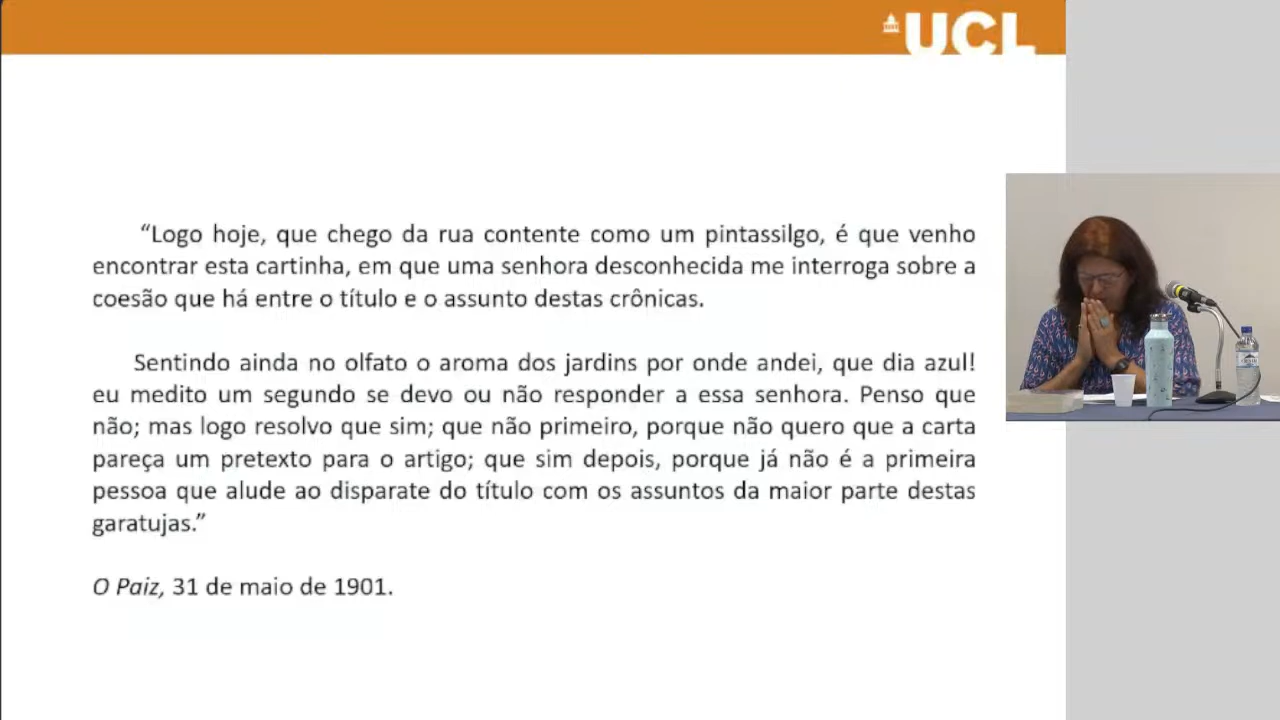 UCL
“Logo hoje, que chego da rua contente como um pintassilgo, é que venho
encontrar esta cartinha, em que uma senhora desconhecida me interroga sobre a
coesão que há entre o título e o assunto destas crônicas.
Sentindo ainda no olfato o aroma dos jardins por onde andei, que dia azul!
eu medito um segundo se devo ou não responder a essa senhora. Penso que
não; mas logo resolvo que sim; que não primeiro, porque não quero que a carta
pareça um pretexto para o artigo; que sim depois, porque já não é a primeira
pessoa que alude ao disparate do título com os assuntos da maior parte destas
garatujas.”
O Paiz, 31 de maio de 1901.